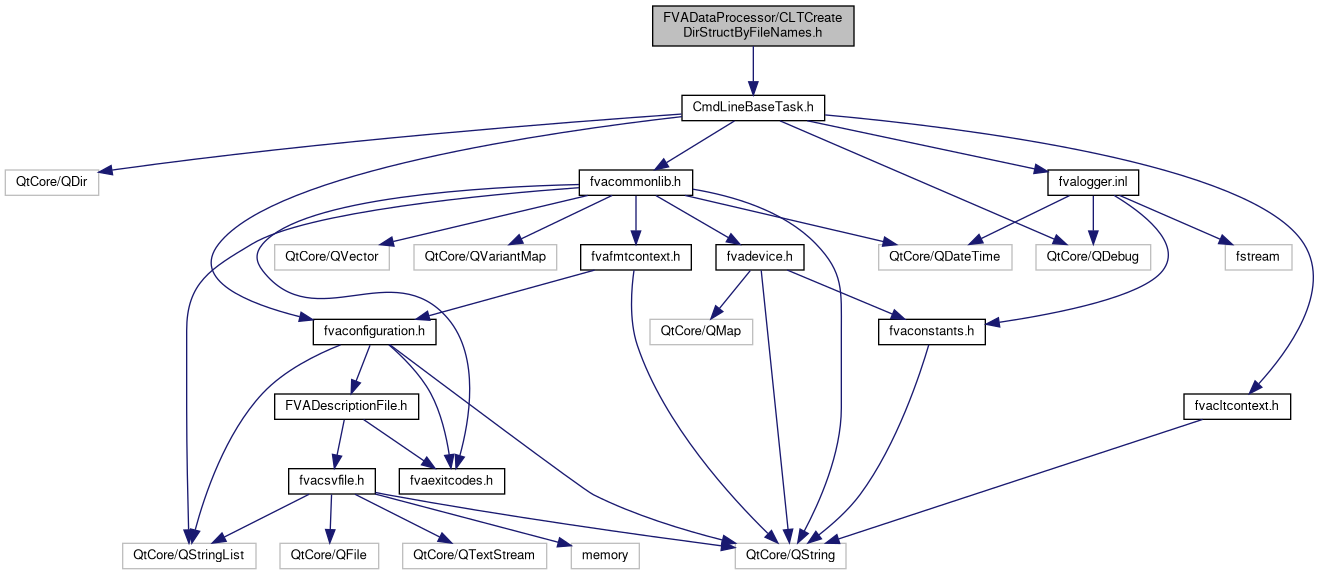 FVADataProcessor/CLTCreate
DirStructByFileNames.h
CmdLineBaseTask.h
QtCore/QDir
fvacommonlib.h
fvalogger.inl
QtCore/QVector
QtCore/QVariantMap
fvafmtcontext.h
fvadevice.h
QtCore/QDateTime
QtCore/QDebug
fstream
fvaconfiguration.h
QtCore/QMap
fvaconstants.h
FVADescriptionFile.h
fvacltcontext.h
fvacsvfile.h
fvaexitcodes.h
QtCore/QStringList
QtCore/QFile
QtCore/QTextStream
memory
QtCore/QString